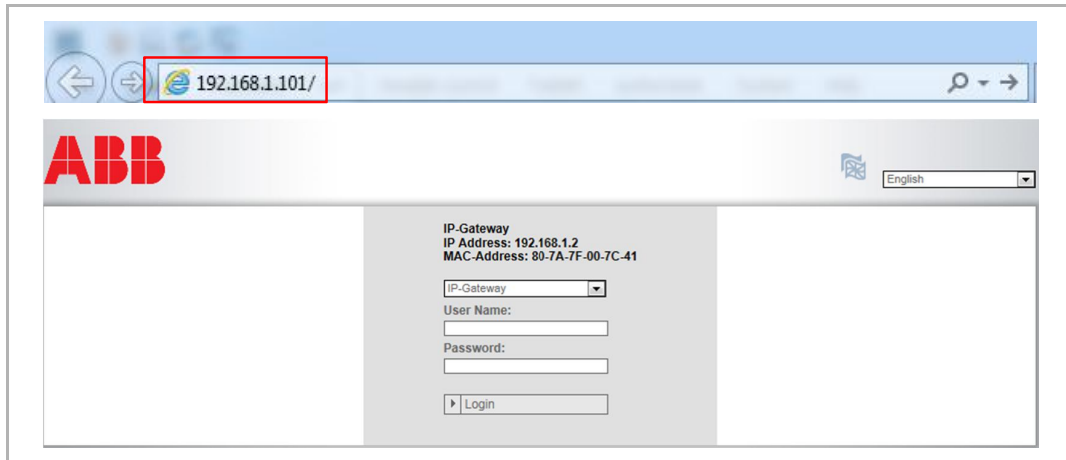 192.168.1.101/
ABB
English
IP-Gateway
IP Address: 192.168.1.2
MAC-Address: 80-7A-7F-00-7C-41
IP-Gateway
User Name:
Password:
Login